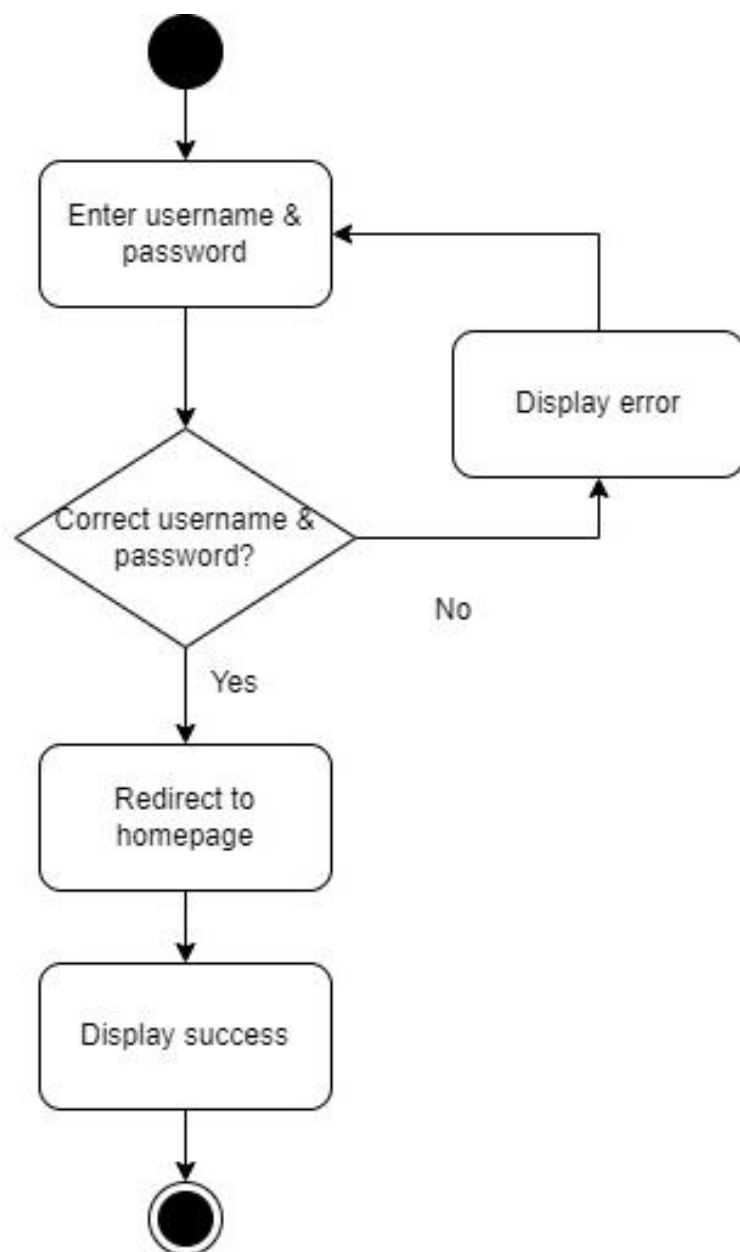 Enter username &
password
Display error
Correct username &
password?
No
Yes
Redirect to
homepage
Display success